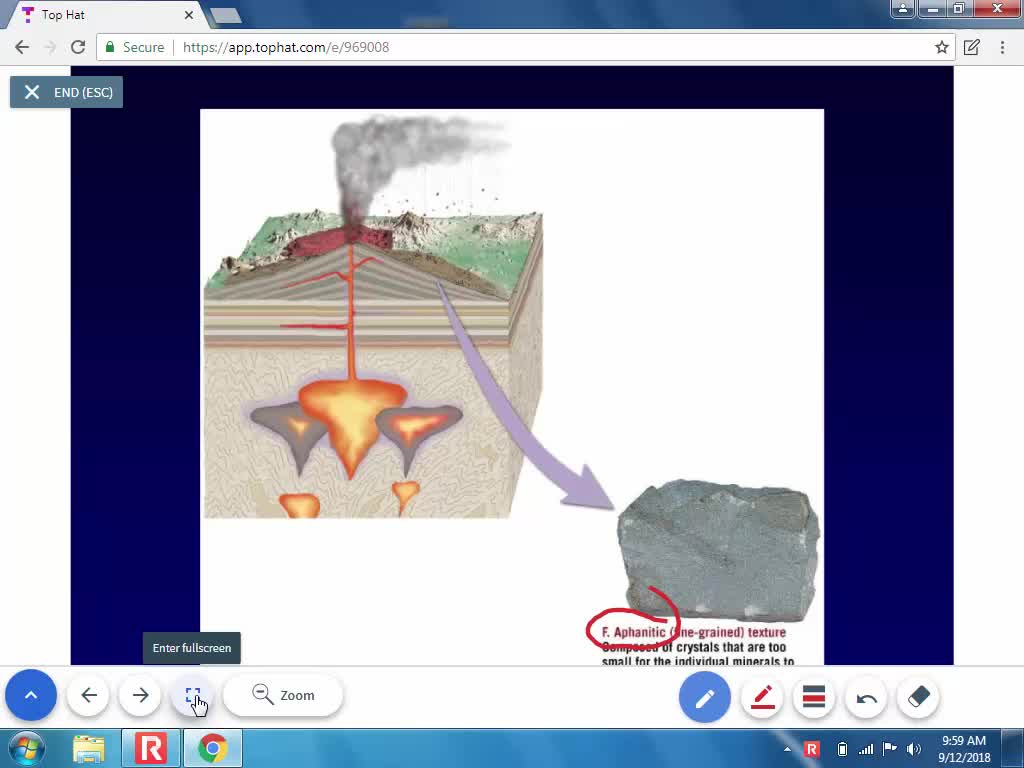 Top Hat
Secure
https://app.tophat.com/e/969008
END (ESC)
F. Aphanitic (fine-grained) texture
Composed of crystals that are too
small for the individual minerals to
Enter fullscreen
Zoom
9:59 AM
9/12/2018